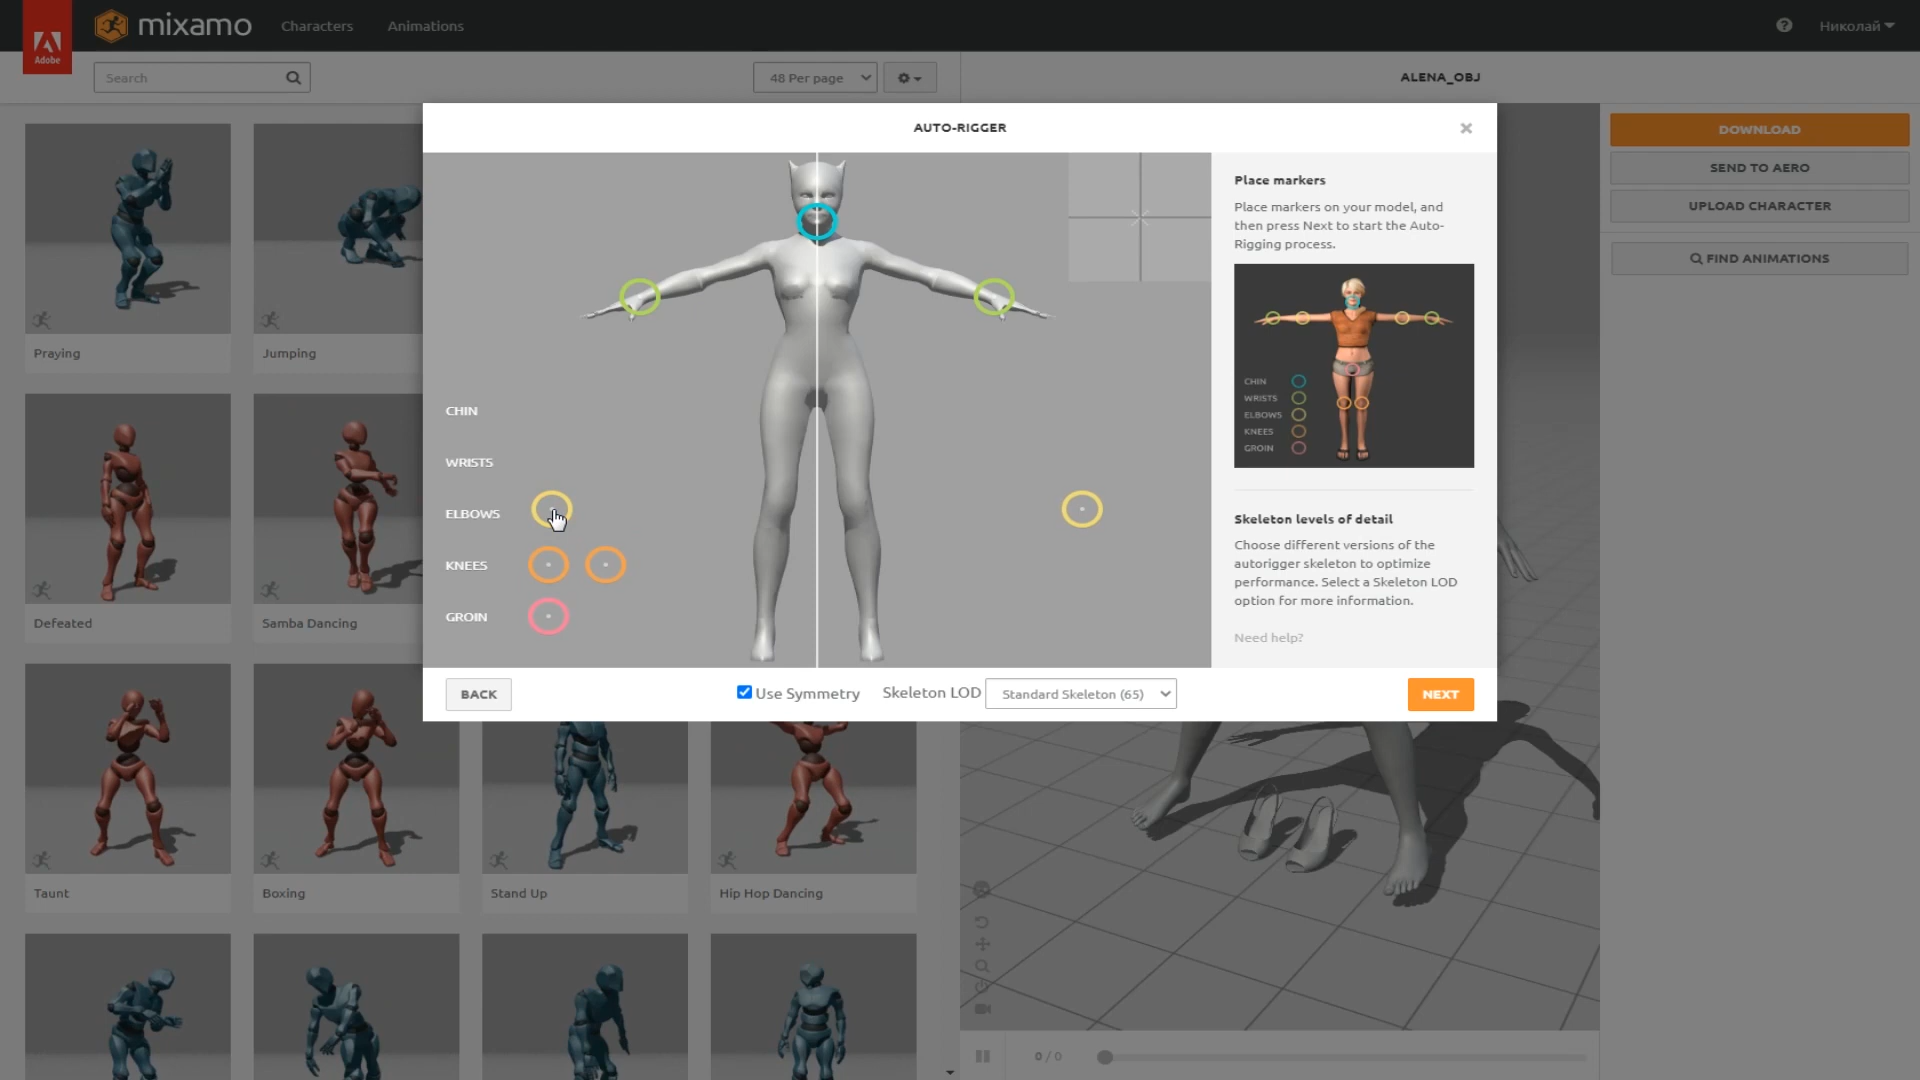 Adobe
mixamo
Characters
Animations
Николай
Search
48 Per page
ALENA_OBJ
AUTO-RIGGER
DOWNLOAD
SEND TO AERO
UPLOAD CHARACTER
FIND ANIMATIONS
Place markers
Place markers on your model, and
then press Next to start the Auto-
Rigging process.
CHIN
WRISTS
ELBOWS
KNEES
GROIN
CHIN
WRISTS
ELBOWS
KNEES
GROIN
Skeleton levels of detail
Choose different versions of the
autorigger skeleton to optimize
performance. Select a Skeleton LOD
option for more information.
Need help?
BACK
Use Symmetry
Skeleton LOD
Standard Skeleton (65)
NEXT
Praying
Jumping
Defeated
Samba Dancing
Taunt
Boxing
Stand Up
Hip Hop Dancing
0 / 0